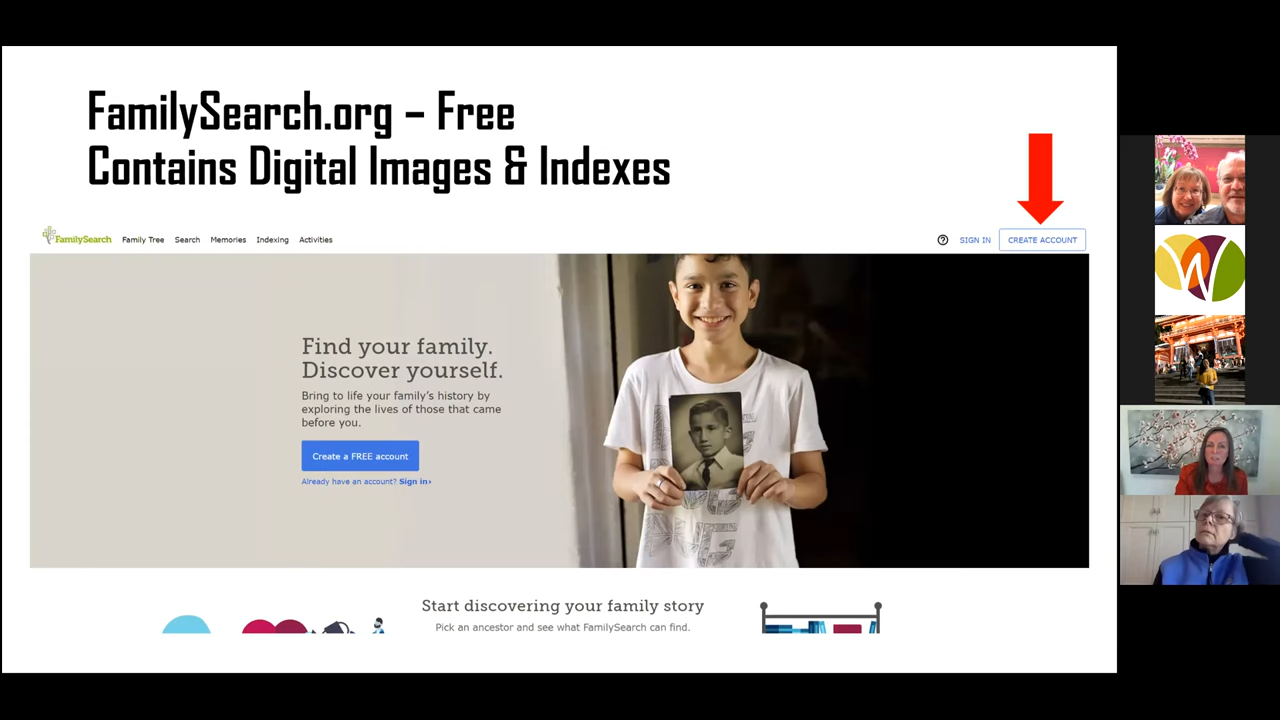 FamilySearch.org – Free
Contains Digital Images & Indexes
FamilySearch Family Tree Search Memories Indexing Activities
SIGN IN CREATE ACCOUNT
Find your family.
Discover yourself.
Bring to life your family's history by
exploring the lives of those that came
before you.
Create a FREE account
Already have an account? Sign in ›
Start discovering your family story
Pick an ancestor and see what FamilySearch can find.
W